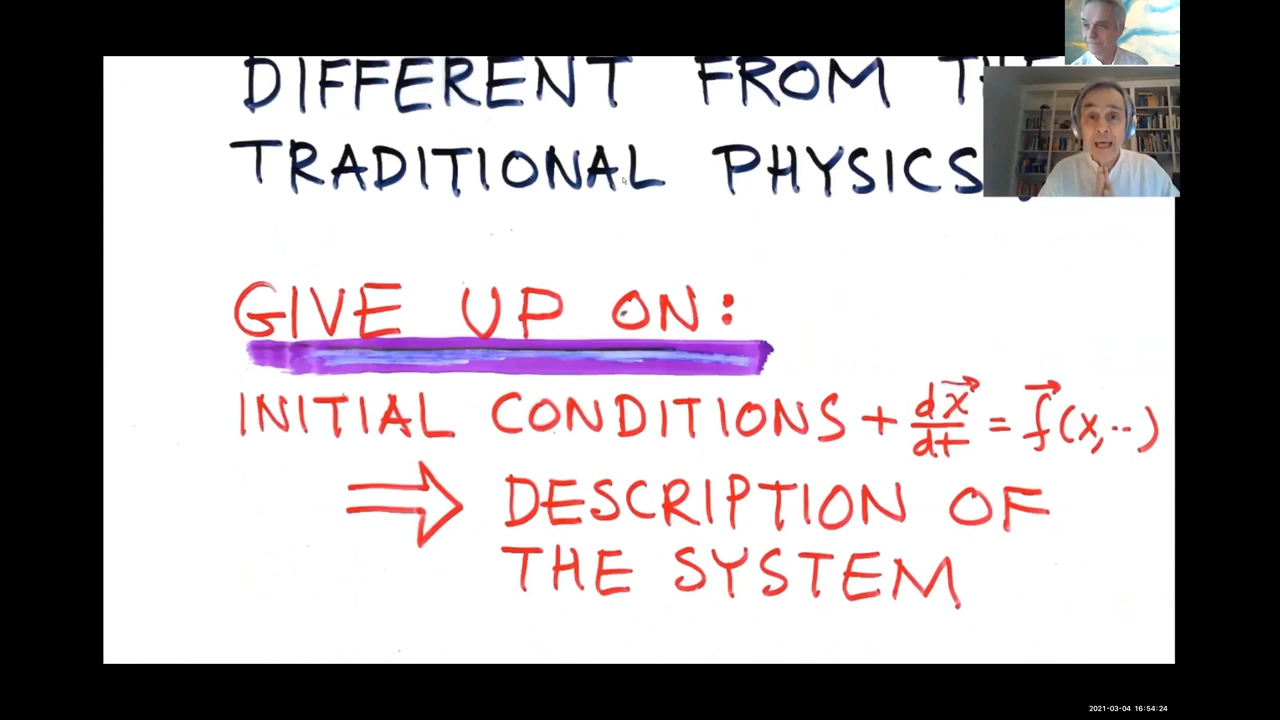 DIFFERENT FROM
TRADITIONAL PHYSICS
GIVE UP ON:
INITIAL CONDITIONS + dx⃗/dt = f⃗(x,··)
⇒ DESCRIPTION OF
THE SYSTEM
2021-03-04 16:54:24